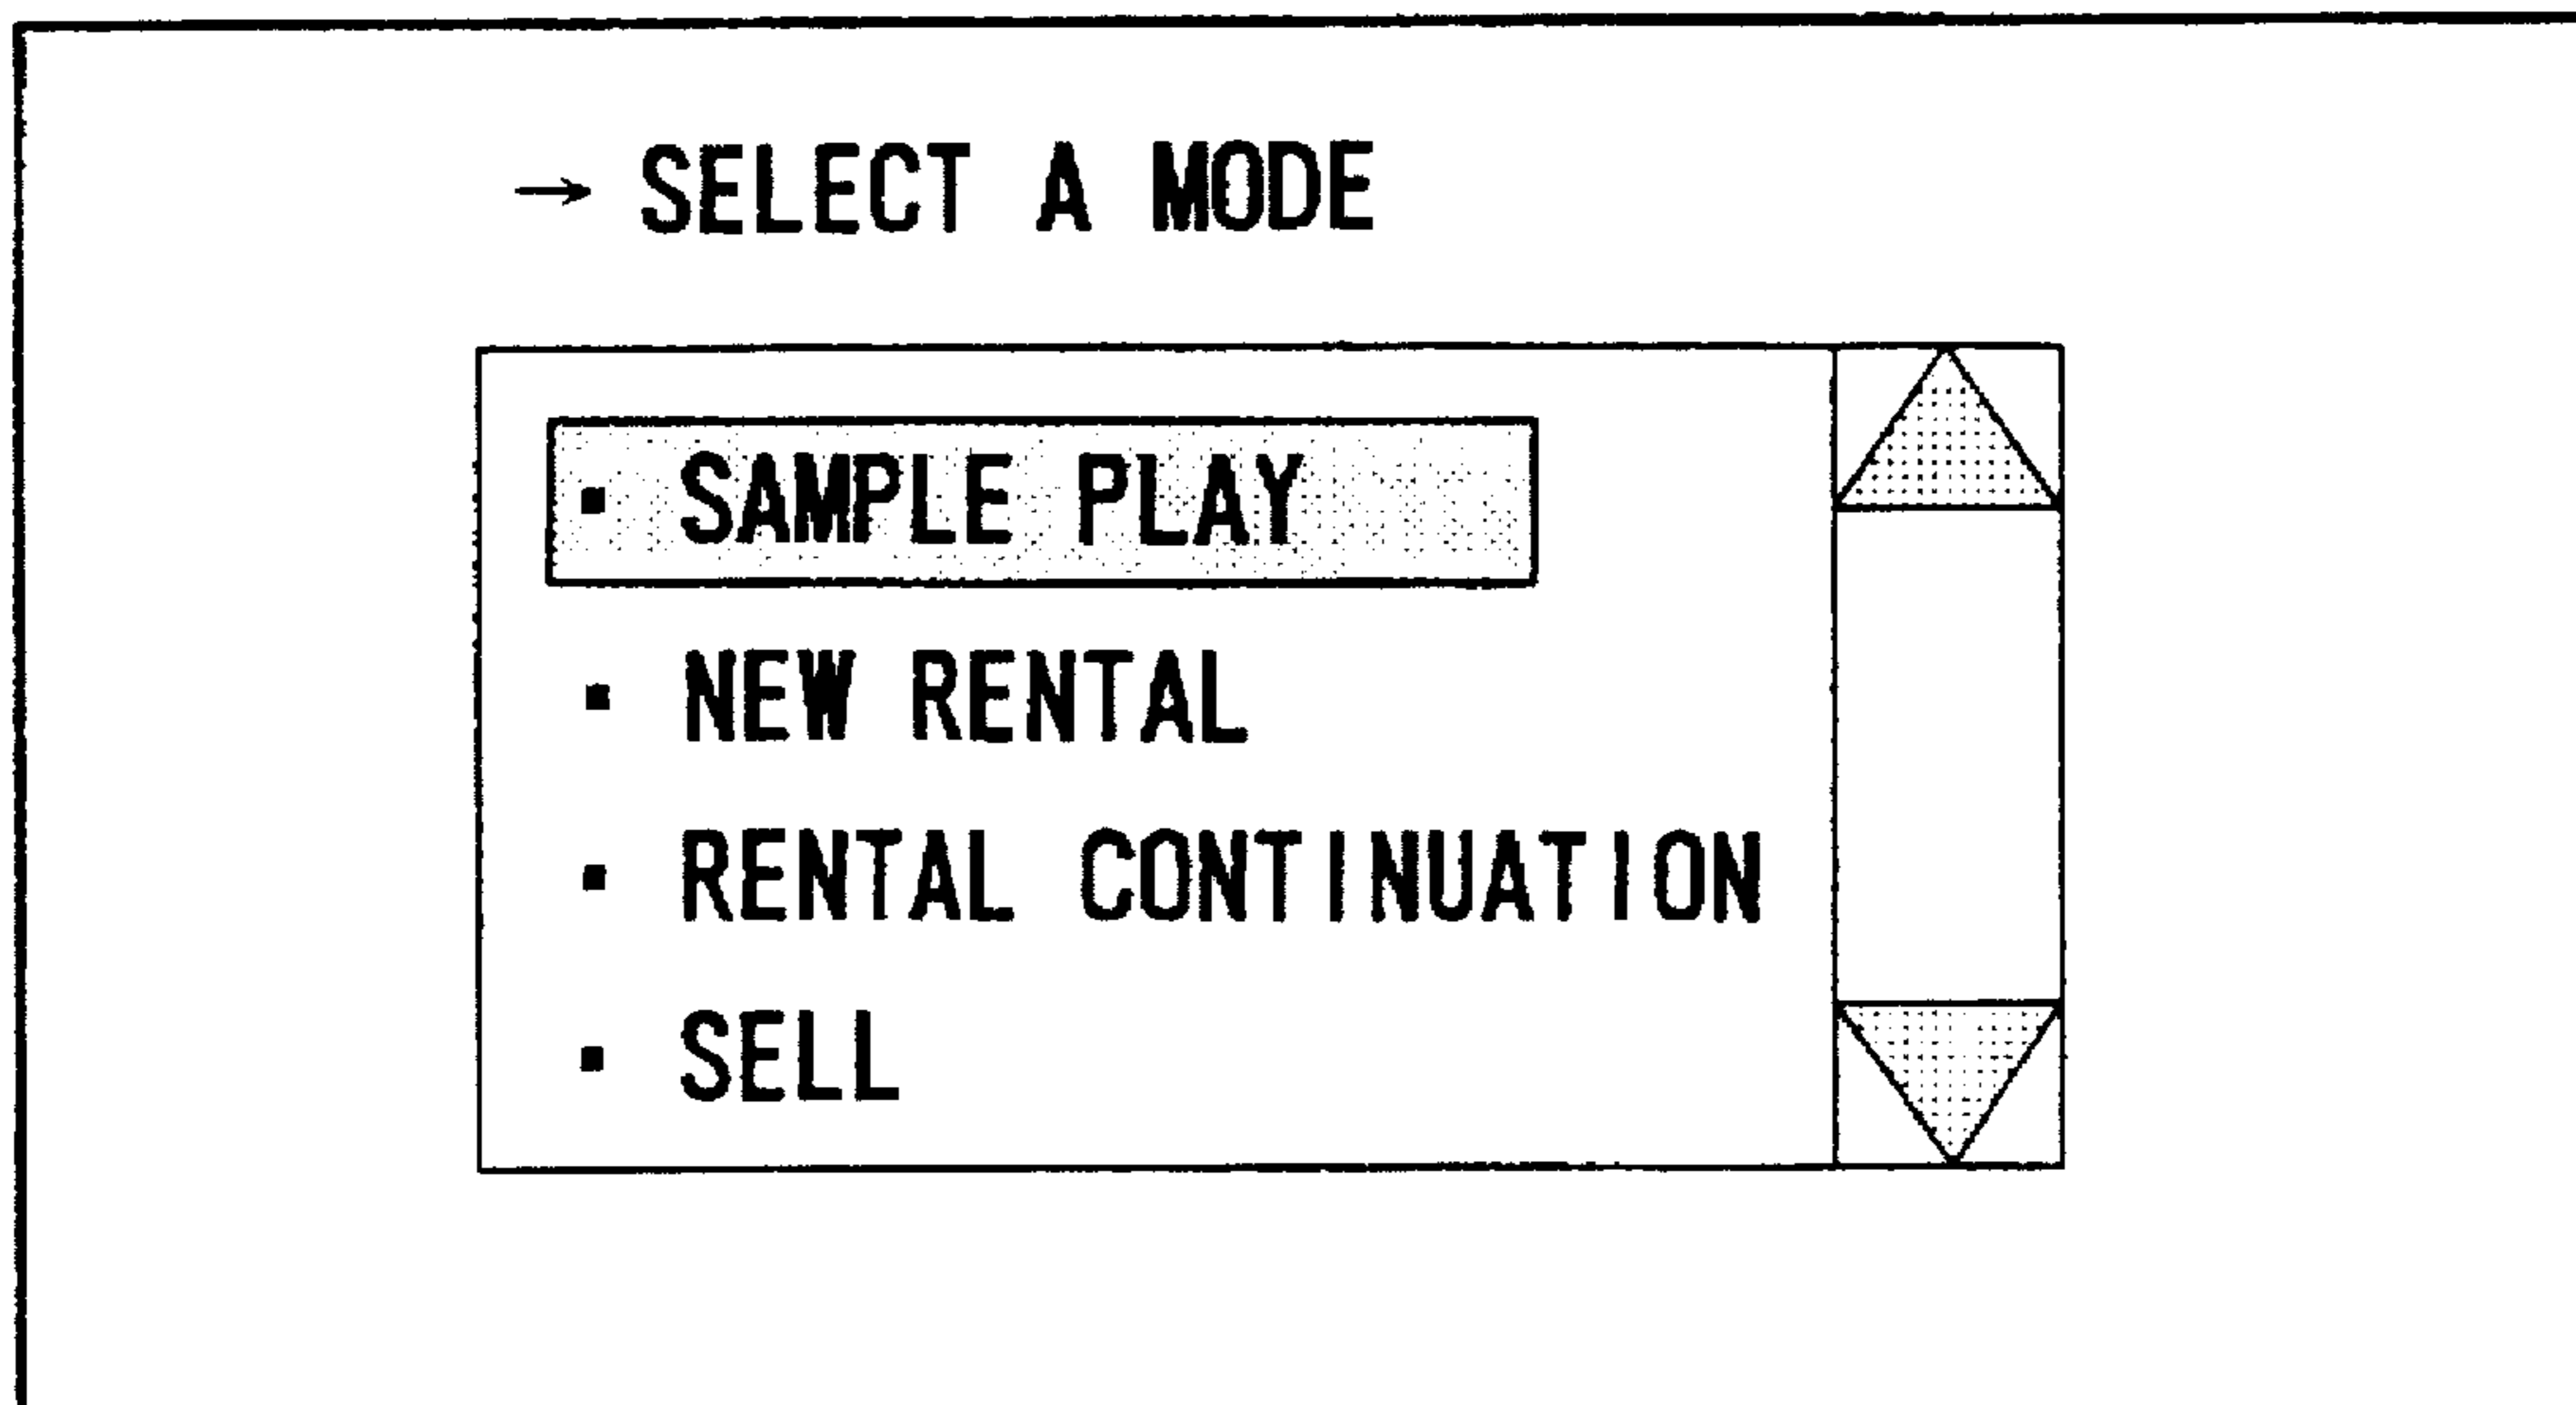 → SELECT A MODE
▪ SAMPLE PLAY
▪ NEW RENTAL
▪ RENTAL CONTINUATION
▪ SELL